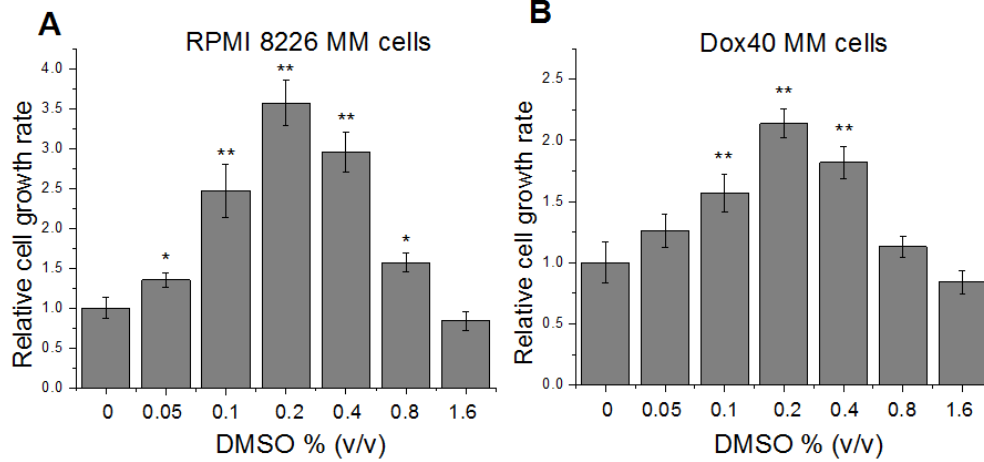 A
RPMI 8226 MM cells
Relative cell growth rate
4.0
3.5
3.0
2.5
2.0
1.5
1.0
0.5
0.0
*
**
**
**
*
0 0.05 0.1 0.2 0.4 0.8 1.6
DMSO % (v/v)
B
Dox40 MM cells
Relative cell growth rate
2.5
2.0
1.5
1.0
0.5
0.0
**
**
**
0 0.05 0.1 0.2 0.4 0.8 1.6
DMSO % (v/v)